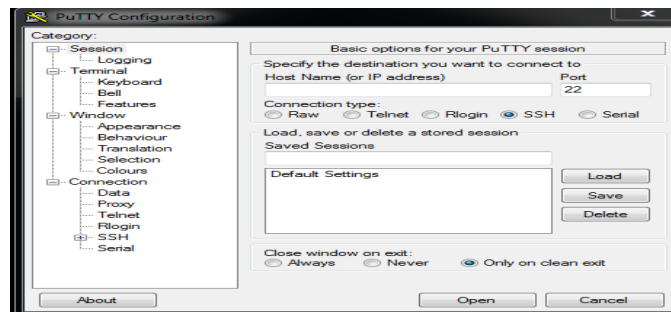 PuTTY Configuration
Category:
Session
Logging
Terminal
Keyboard
Bell
Features
Window
Appearance
Behaviour
Translation
Selection
Colours
Connection
Data
Proxy
Telnet
Rlogin
SSH
Serial
Basic options for your PuTTY session
Specify the destination you want to connect to
Host Name (or IP address) Port
22
Connection type:
Raw Telnet Rlogin SSH Serial
Load, save or delete a stored session
Saved Sessions
Default Settings
Load
Save
Delete
Close window on exit:
Always Never Only on clean exit
About Open Cancel